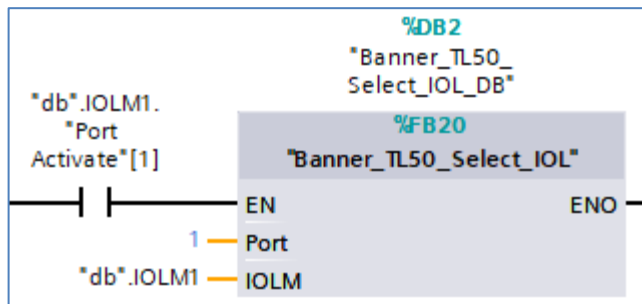 %DB2
"Banner_TL50_
Select_IOL_DB"
"db".IOLM1.
"Port
Activate"[1]
%FB20
"Banner_TL50_Select_IOL"
EN
ENO
1
Port
"db".IOLM1
IOLM